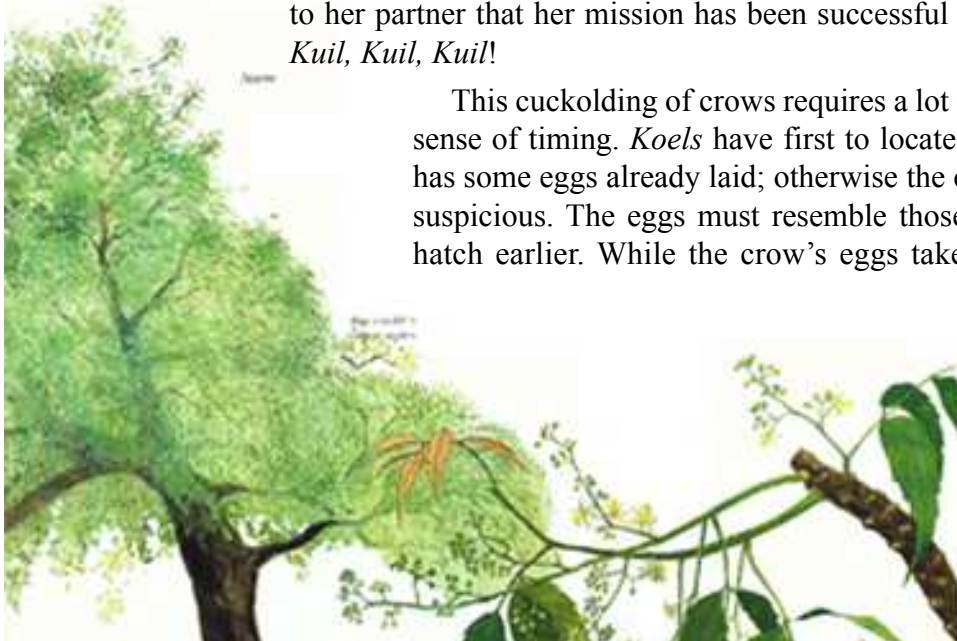 to her partner that her mission has been successful
Kuil, Kuil, Kuil!
This cuckolding of crows requires a lot
sense of timing. Koels have first to locate
has some eggs already laid; otherwise the
suspicious. The eggs must resemble those
hatch earlier. While the crow’s eggs take